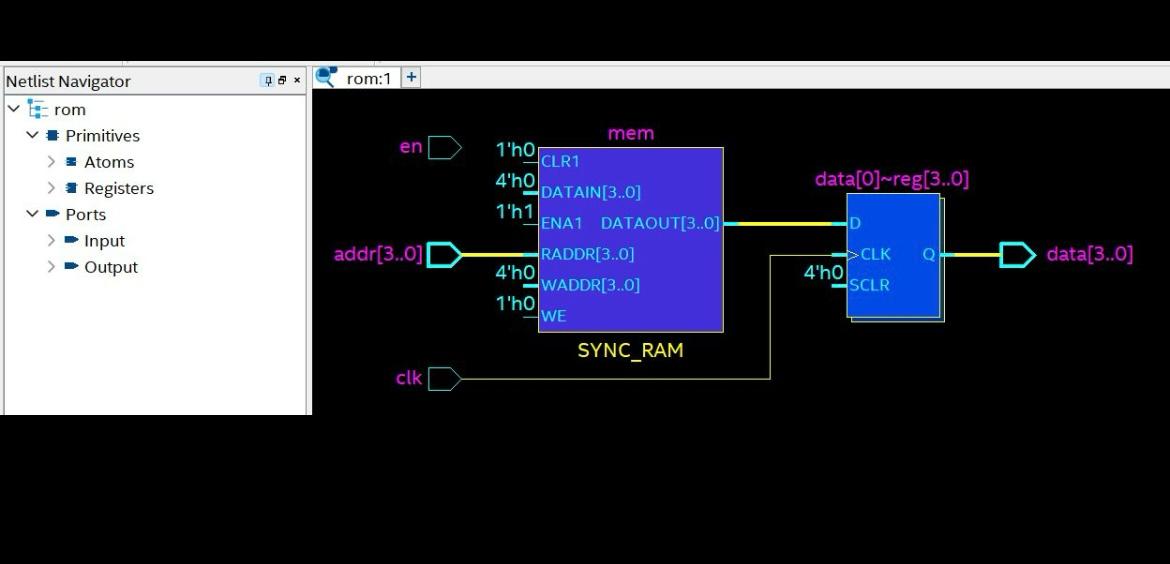 Netlist Navigator
rom
Primitives
Atoms
Registers
Ports
Input
Output
rom:1
+
en
mem
1'h0
CLR1
4'h0
DATAIN[3..0]
1'h1
ENA1 DATAOUT[3..0]
addr[3..0]
RADDR[3..0]
4'h0
WADDR[3..0]
1'h0
WE
SYNC_RAM
clk
data[0]~reg[3..0]
D
CLK Q
4'h0
SCLR
data[3..0]